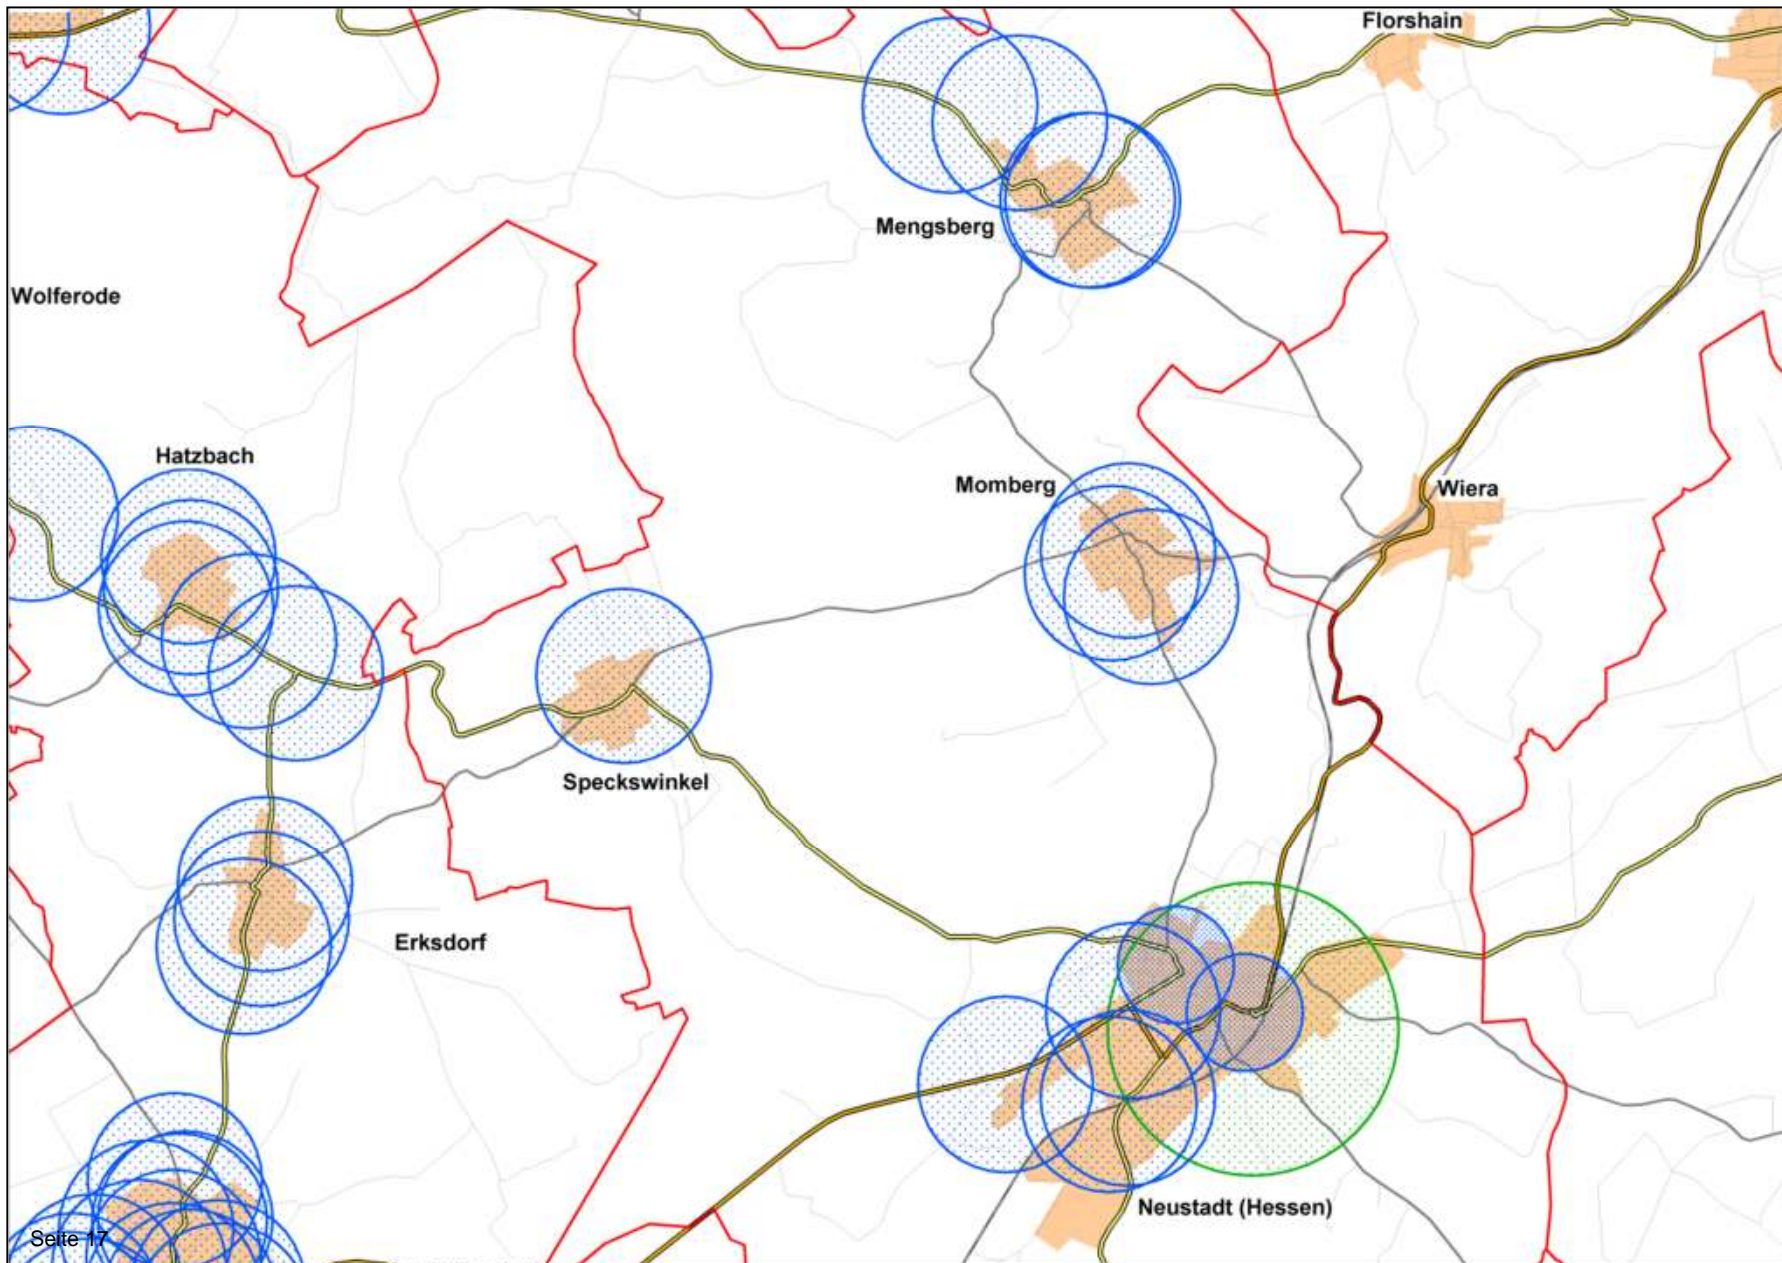 Florshain
Mengsberg
Wolferode
Hatzbach
Momberg
Wiera
Speckswinkel
Erksdorf
Neustadt (Hessen)
Seite 17